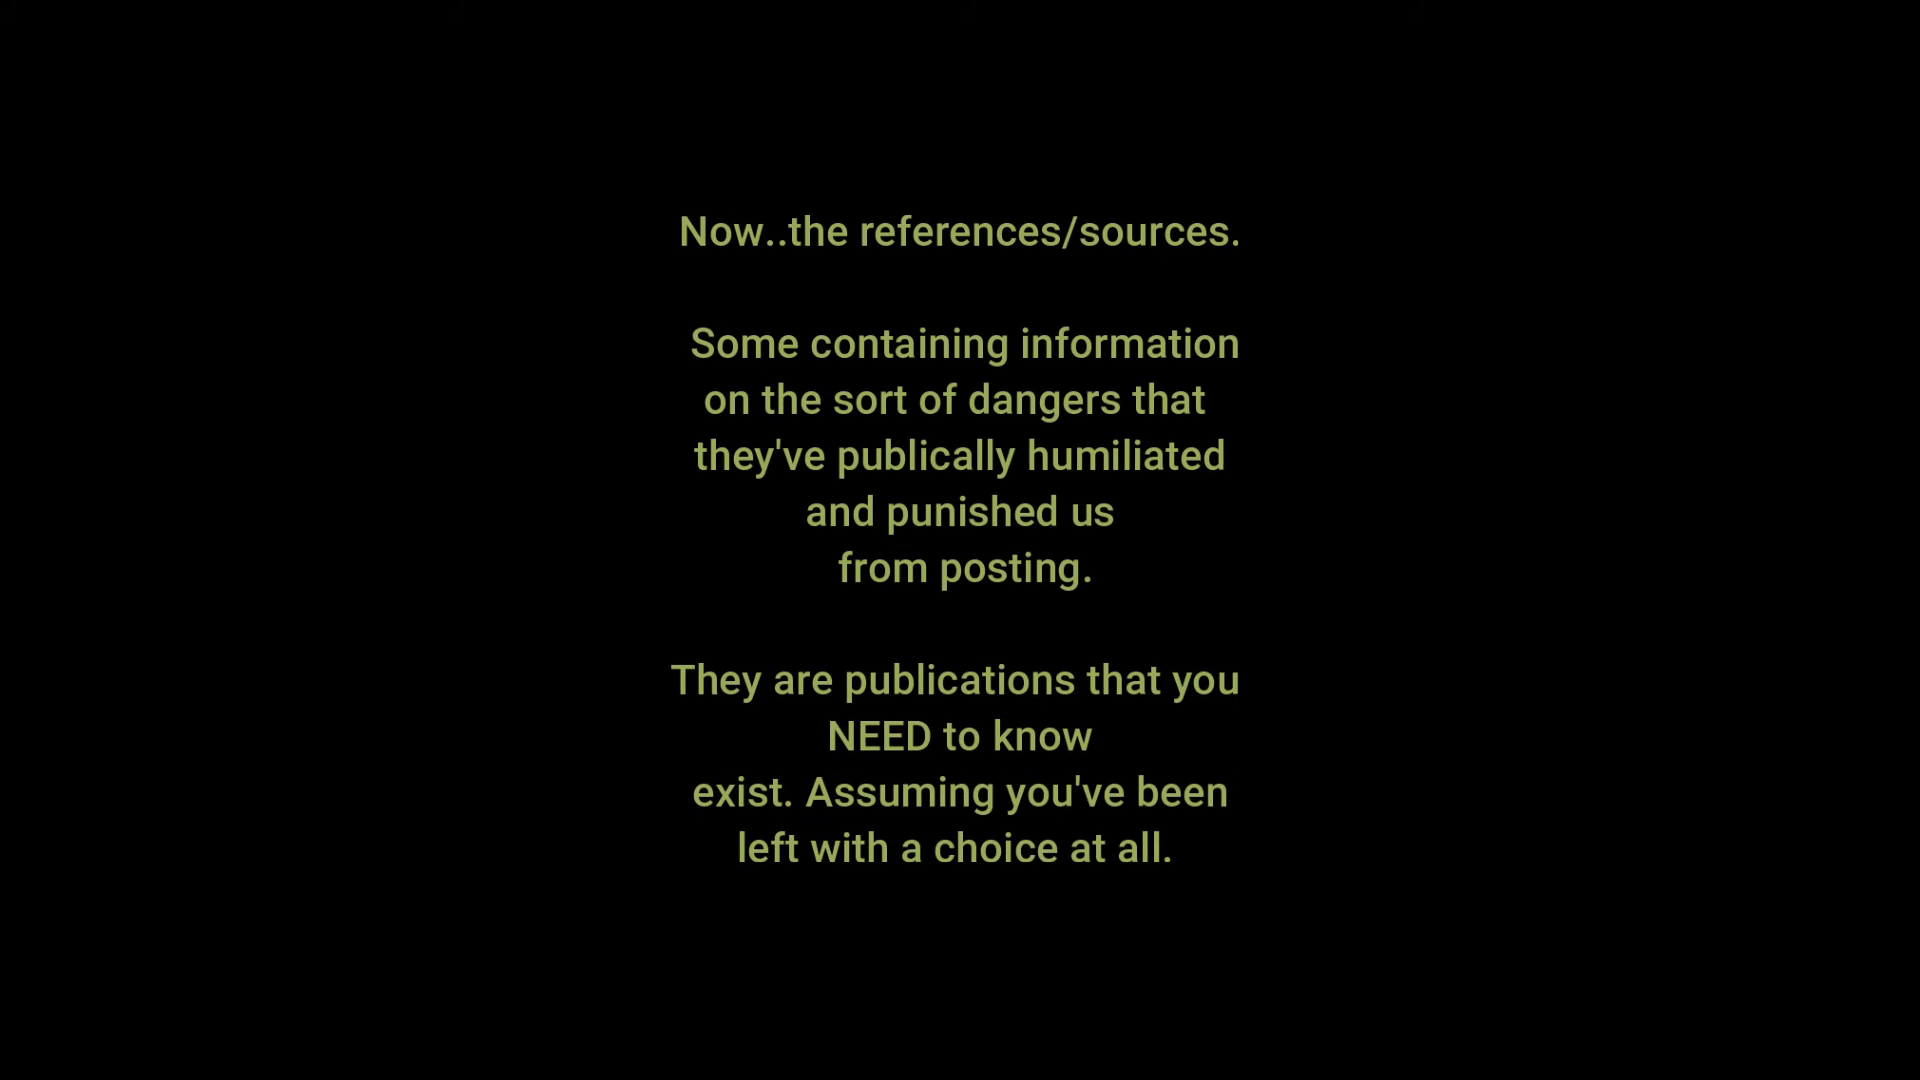 Now..the references/sources.
Some containing information
on the sort of dangers that
they've publically humiliated
and punished us
from posting.
They are publications that you
NEED to know
exist. Assuming you've been
left with a choice at all.